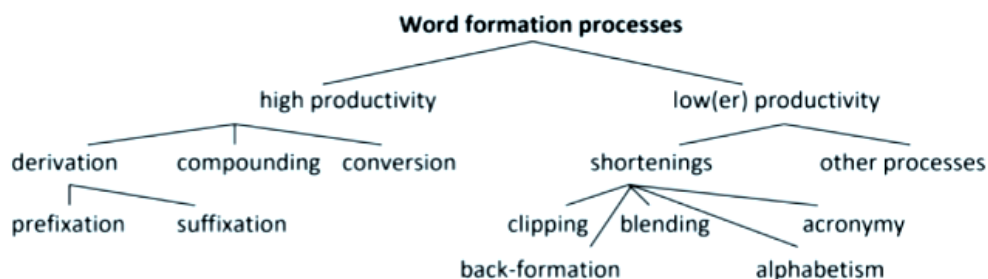 Word formation processes
high productivity low(er) productivity
derivation compounding conversion shortenings other processes
prefixation suffixation clipping blending acronymy
back-formation alphabetism